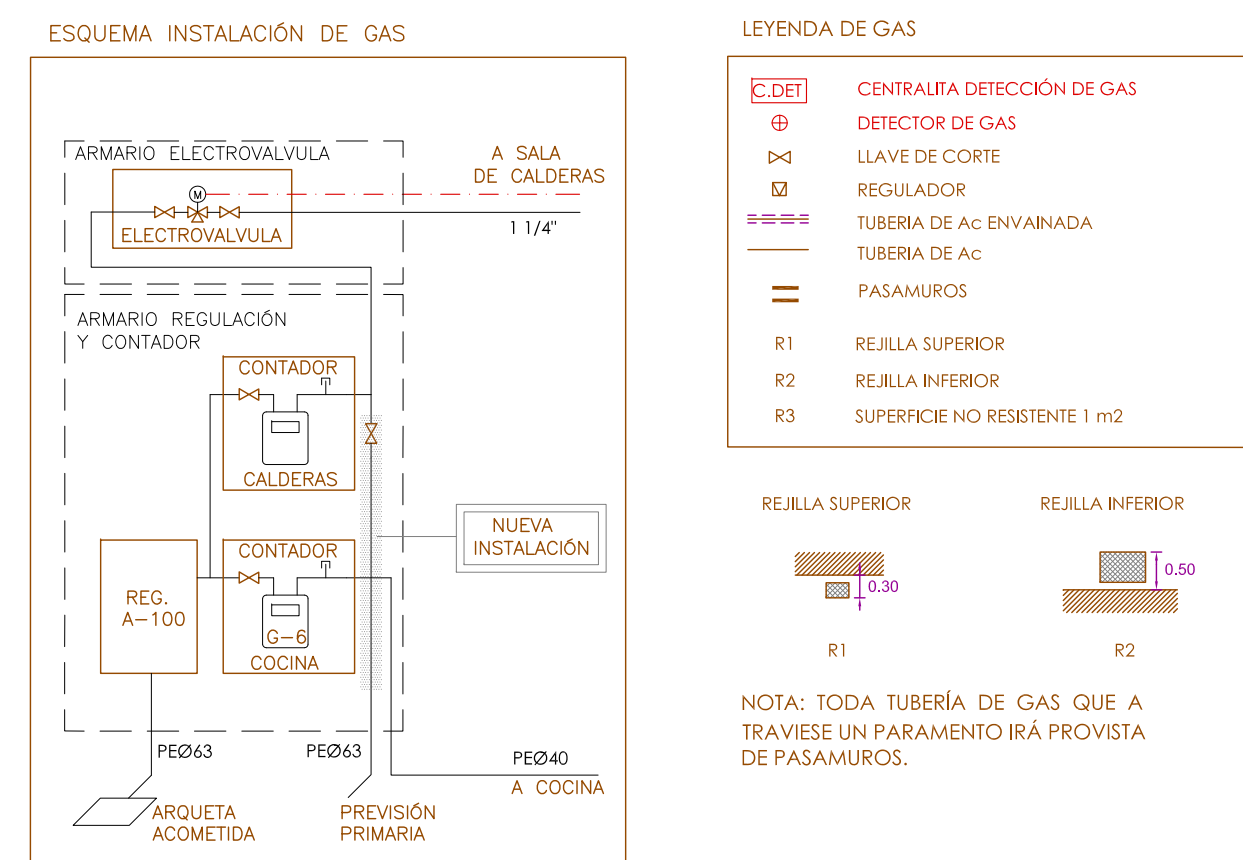 ESQUEMA INSTALACIÓN DE GAS
ARMARIO ELECTROVALVULA
M
ELECTROVALVULA
A SALA
DE CALDERAS
1 1/4"
ARMARIO REGULACIÓN
Y CONTADOR
CONTADOR
CALDERAS
NUEVA
INSTALACIÓN
REG.
A-100
CONTADOR
G-6
COCINA
PEØ63
PEØ63
PEØ40
A COCINA
ARQUETA
ACOMETIDA
PREVISIÓN
PRIMARIA
LEYENDA DE GAS
C.DET CENTRALITA DETECCIÓN DE GAS
DETECTOR DE GAS
LLAVE DE CORTE
REGULADOR
TUBERIA DE Ac ENVAINADA
TUBERIA DE Ac
PASAMUROS
R1 REJILLA SUPERIOR
R2 REJILLA INFERIOR
R3 SUPERFICIE NO RESISTENTE 1 m2
REJILLA SUPERIOR
0.30
R1
REJILLA INFERIOR
0.50
R2
NOTA: TODA TUBERÍA DE GAS QUE A
TRAVIESE UN PARAMENTO IRÁ PROVISTA
DE PASAMUROS.